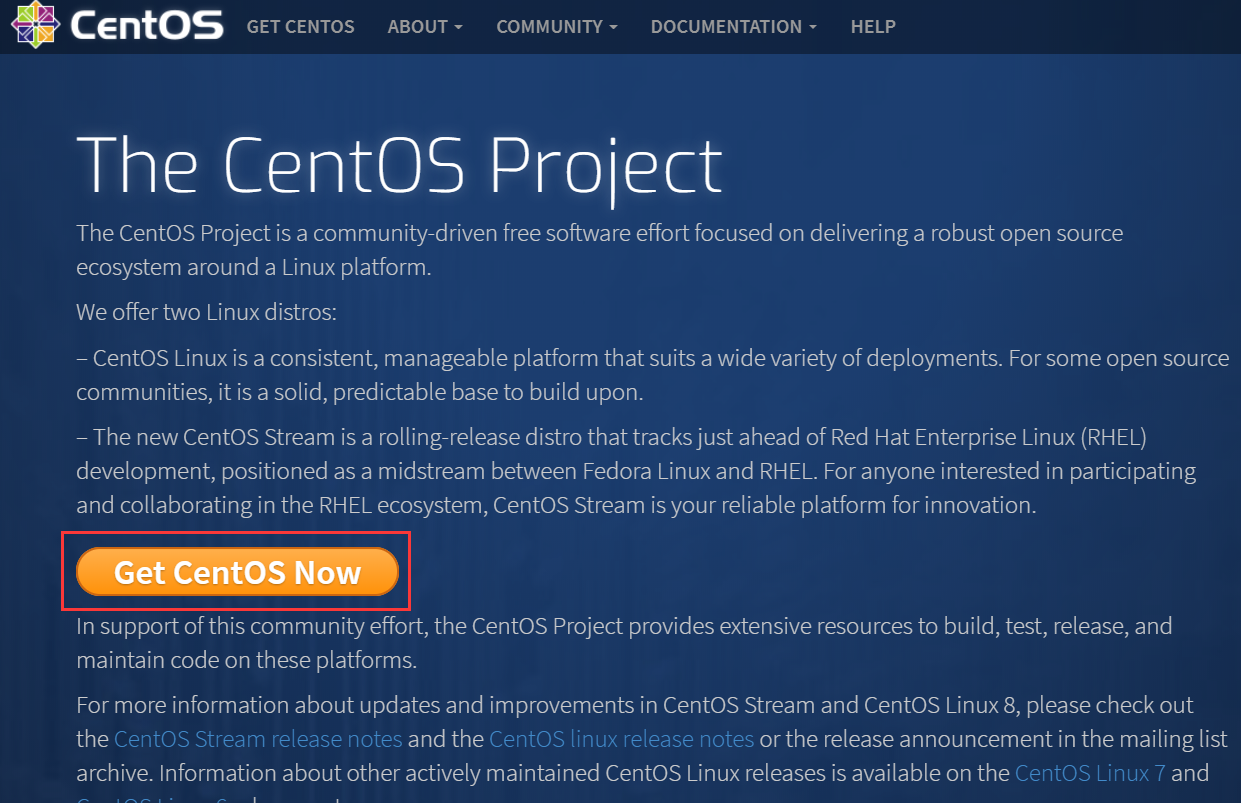 CentOS GET CENTOS ABOUT COMMUNITY DOCUMENTATION HELP
The CentOS Project
The CentOS Project is a community-driven free software effort focused on delivering a robust open source
ecosystem around a Linux platform.
We offer two Linux distros:
– CentOS Linux is a consistent, manageable platform that suits a wide variety of deployments. For some open source
communities, it is a solid, predictable base to build upon.
– The new CentOS Stream is a rolling-release distro that tracks just ahead of Red Hat Enterprise Linux (RHEL)
development, positioned as a midstream between Fedora Linux and RHEL. For anyone interested in participating
and collaborating in the RHEL ecosystem, CentOS Stream is your reliable platform for innovation.
Get CentOS Now
In support of this community effort, the CentOS Project provides extensive resources to build, test, release, and
maintain code on these platforms.
For more information about updates and improvements in CentOS Stream and CentOS Linux 8, please check out
the CentOS Stream release notes and the CentOS linux release notes or the release announcement in the mailing list
archive. Information about other actively maintained CentOS Linux releases is available on the CentOS Linux 7 and